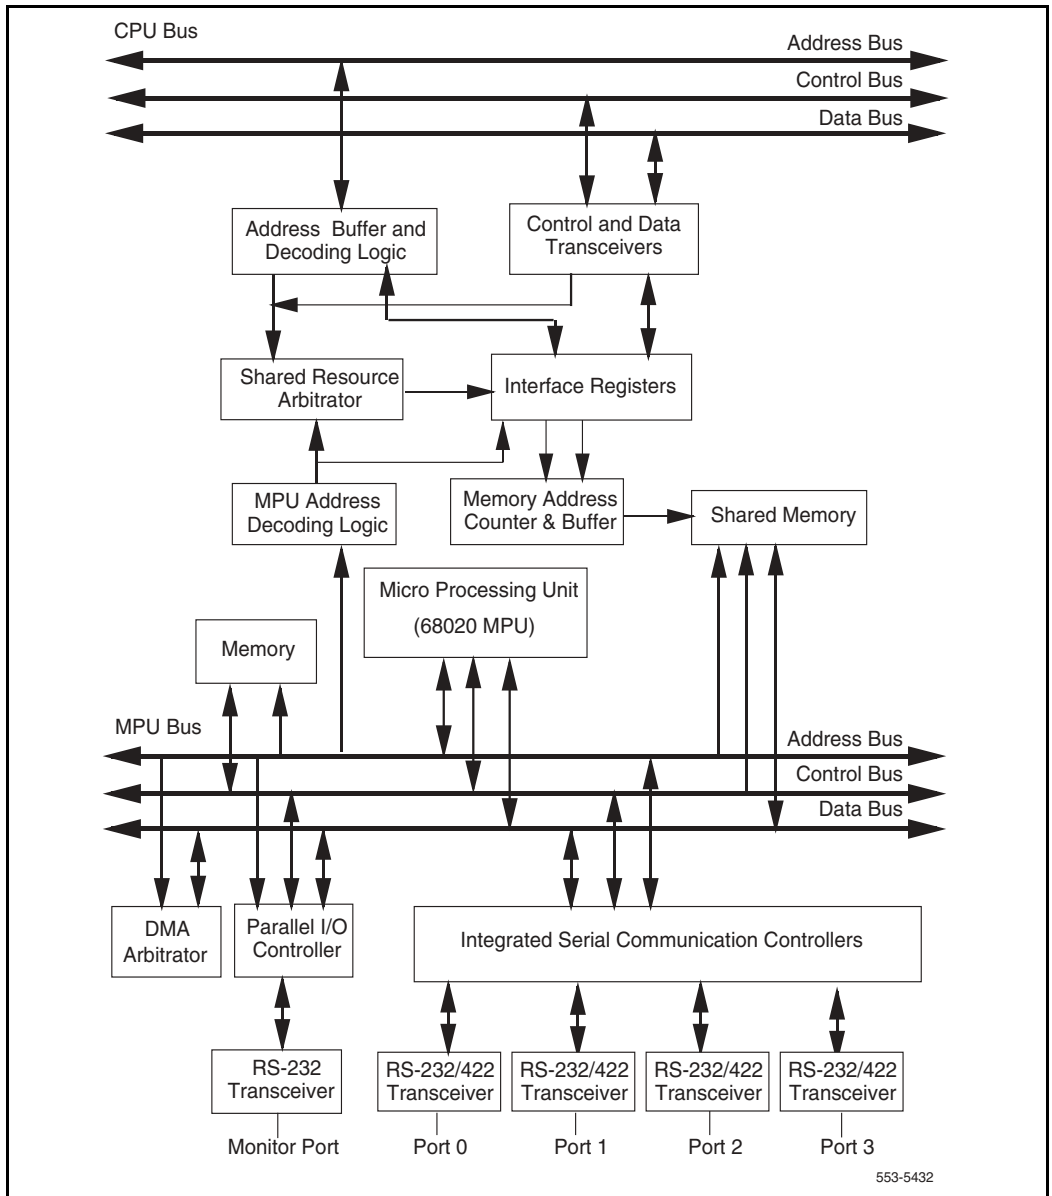 CPU Bus
Address Bus
Control Bus
Data Bus
Address Buffer and
Decoding Logic
Control and Data
Transceivers
Shared Resource
Arbitrator
Interface Registers
MPU Address
Decoding Logic
Memory Address
Counter & Buffer
Shared Memory
Micro Processing Unit
(68020 MPU)
Memory
MPU Bus
Address Bus
Control Bus
Data Bus
DMA
Arbitrator
Parallel I/O
Controller
Integrated Serial Communication Controllers
RS-232
Transceiver
RS-232/422
Transceiver
RS-232/422
Transceiver
RS-232/422
Transceiver
RS-232/422
Transceiver
Monitor Port
Port 0
Port 1
Port 2
Port 3
553-5432